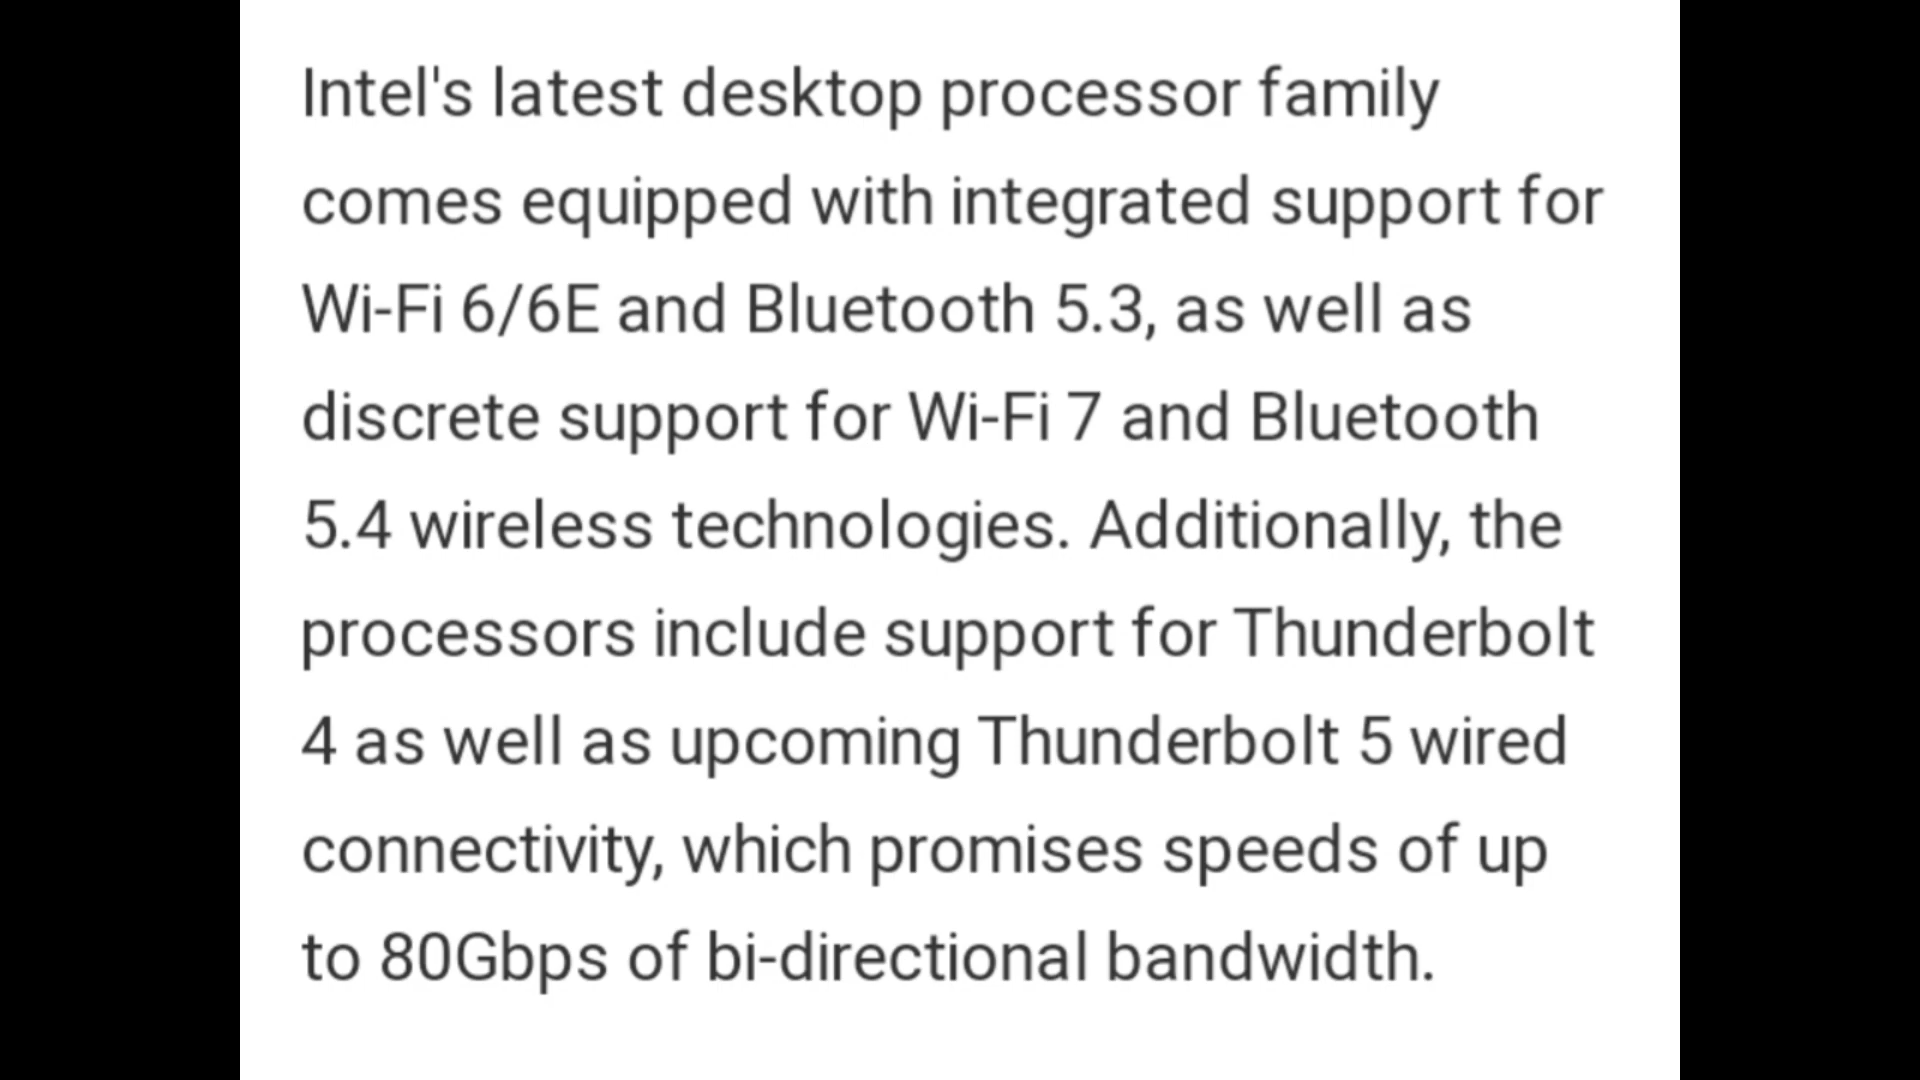 Intel's latest desktop processor family
comes equipped with integrated support for
Wi-Fi 6/6E and Bluetooth 5.3, as well as
discrete support for Wi-Fi 7 and Bluetooth
5.4 wireless technologies. Additionally, the
processors include support for Thunderbolt
4 as well as upcoming Thunderbolt 5 wired
connectivity, which promises speeds of up
to 80Gbps of bi-directional bandwidth.